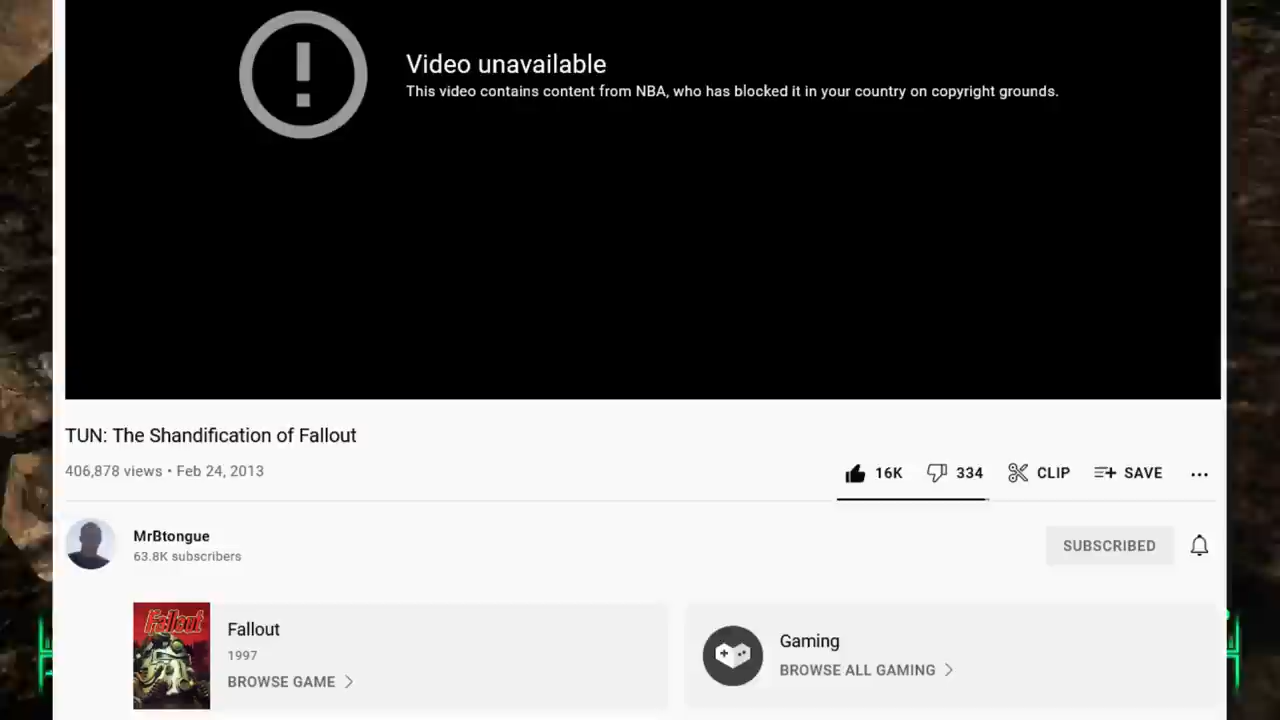 Video unavailable
This video contains content from NBA, who has blocked it in your country on copyright grounds.
TUN: The Shandification of Fallout
406,878 views • Feb 24, 2013
16K 334 CLIP SAVE
MrBtongue
63.8K subscribers
SUBSCRIBED
Fallout
Fallout
1997
BROWSE GAME
Gaming
BROWSE ALL GAMING